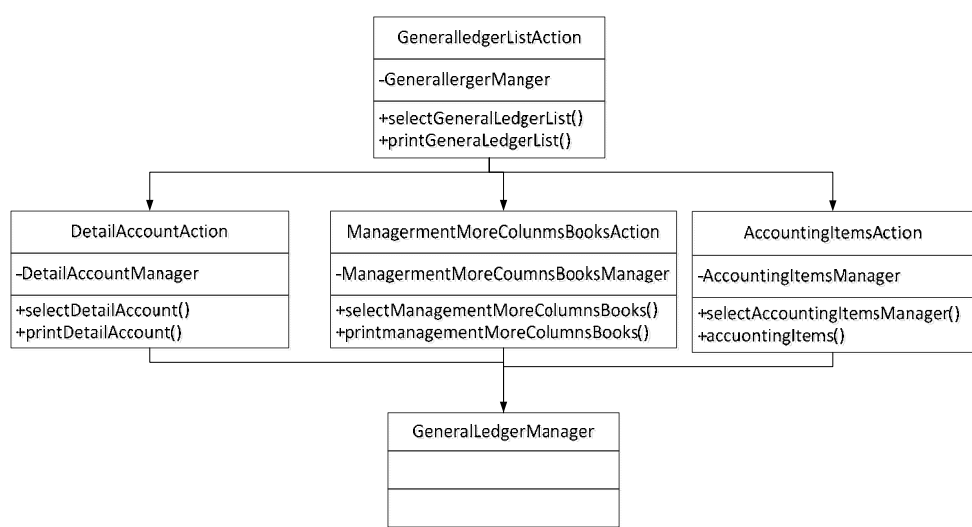 GeneralledgerListAction
-GenerallergerManger
+selectGeneralLedgerList()
+printGeneraLedgerList()
DetailAccountAction
-DetailAccountManager
+selectDetailAccount()
+printDetailAccount()
ManagermentMoreColunmsBooksAction
-ManagermentMoreCoumnsBooksManager
+selectManagementMoreColumnsBooks()
+printmanagementMoreColumnsBooks()
AccountingItemsAction
-AccountingItemsManager
+selectAccountingItemsManager()
+accuontingItems()
GeneralLedgerManager